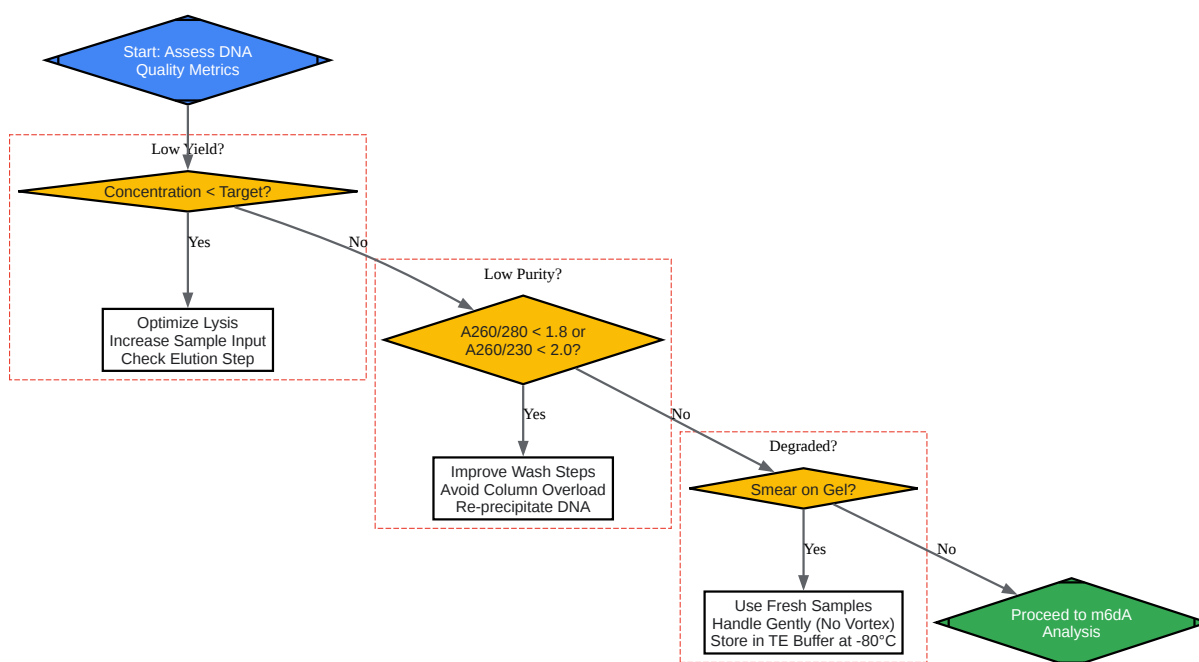 Start: Assess DNA
Quality Metrics
Low Yield?
Concentration < Target?
Yes
No
Optimize Lysis
Increase Sample Input
Check Elution Step
Low Purity?
A260/280 < 1.8 or
A260/230 < 2.0?
Yes
No
Improve Wash Steps
Avoid Column Overload
Re-precipitate DNA
Degraded?
Smear on Gel?
Yes
No
Use Fresh Samples
Handle Gently (No Vortex)
Store in TE Buffer at -80°C
Proceed to m6dA
Analysis